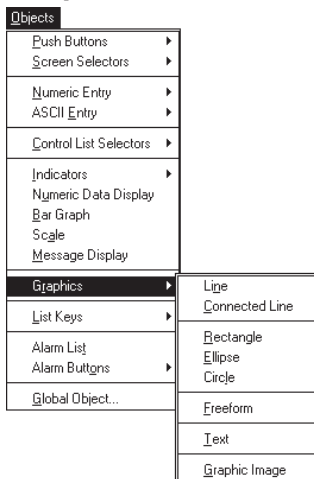 Objects
Push Buttons
Screen Selectors
Numeric Entry
ASCII Entry
Control List Selectors
Indicators
Numeric Data Display
Bar Graph
Scale
Message Display
Graphics
Line
Connected Line
List Keys
Rectangle
Ellipse
Circle
Alarm List
Alarm Buttons
Global Object...
Freeform
Text
Graphic Image